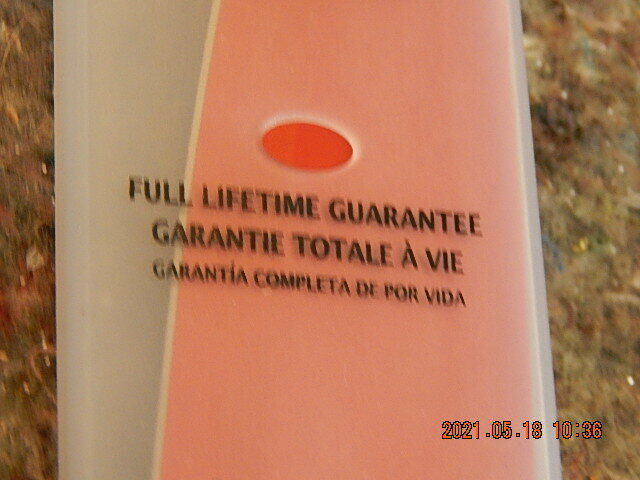 FULL LIFETIME GUARANTEE
GARANTIE TOTALE À VIE
GARANTÍA COMPLETA DE POR VIDA
2021.05.18 10:36